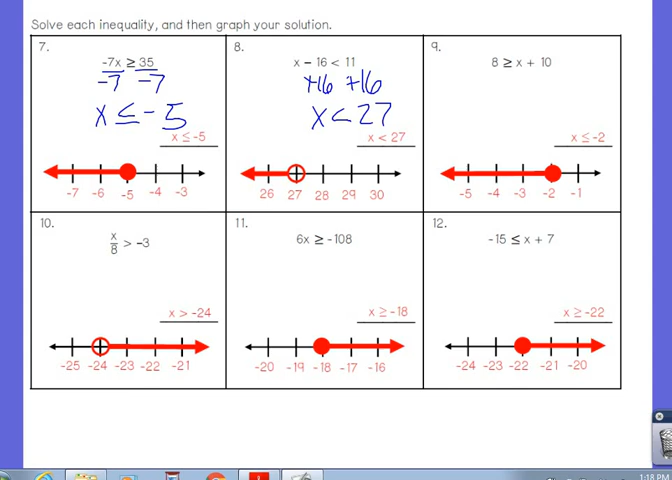 Solve each inequality, and then graph your solution.
7.
-7x ≥ 35
-7 -7
x ≤ -5
x ≤ -5
-7 -6 -5 -4 -3
8.
x − 16 < 11
+16 +16
x < 27
x < 27
26 27 28 29 30
9.
8 ≥ x + 10
x ≤ -2
-5 -4 -3 -2 -1
10.
x
8 > -3
x > -24
-25 -24 -23 -22 -21
11.
6x ≥ -108
x ≥ -18
-20 -19 -18 -17 -16
12.
-15 ≤ x + 7
x ≥ -22
-24 -23 -22 -21 -20
1:18 PM